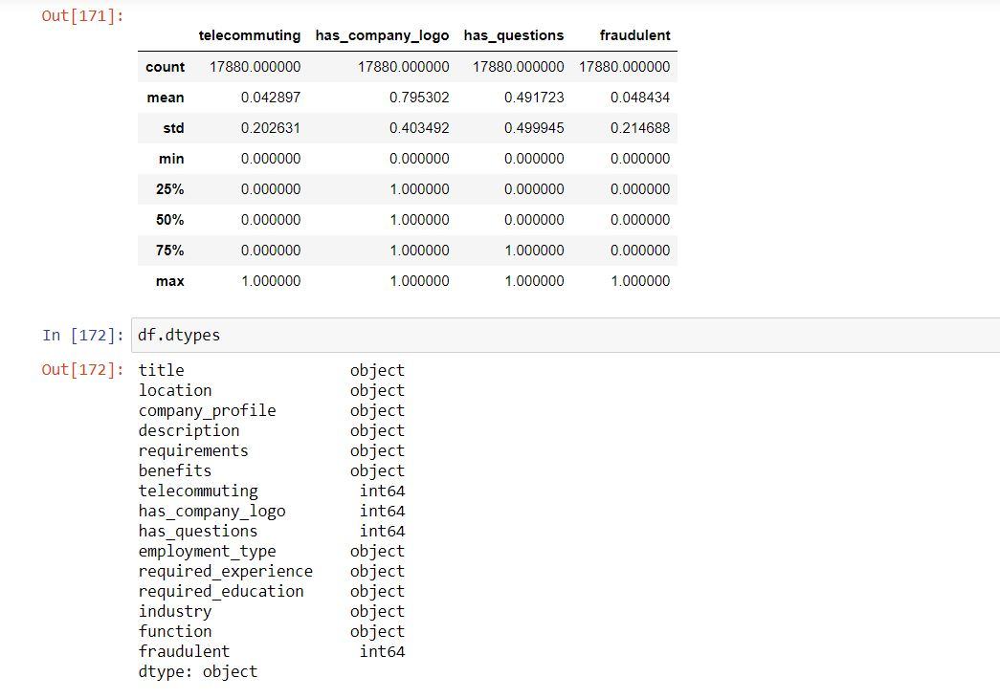 Out[171]:
telecommuting has_company_logo has_questions fraudulent
count 17880.000000 17880.000000 17880.000000 17880.000000
mean 0.042897 0.795302 0.491723 0.048434
std 0.202631 0.403492 0.499945 0.214688
min 0.000000 0.000000 0.000000 0.000000
25% 0.000000 1.000000 0.000000 0.000000
50% 0.000000 1.000000 0.000000 0.000000
75% 0.000000 1.000000 1.000000 0.000000
max 1.000000 1.000000 1.000000 1.000000
In [172]: df.dtypes
Out[172]: title object
location object
company_profile object
description object
requirements object
benefits object
telecommuting int64
has_company_logo int64
has_questions int64
employment_type object
required_experience object
required_education object
industry object
function object
fraudulent int64
dtype: object